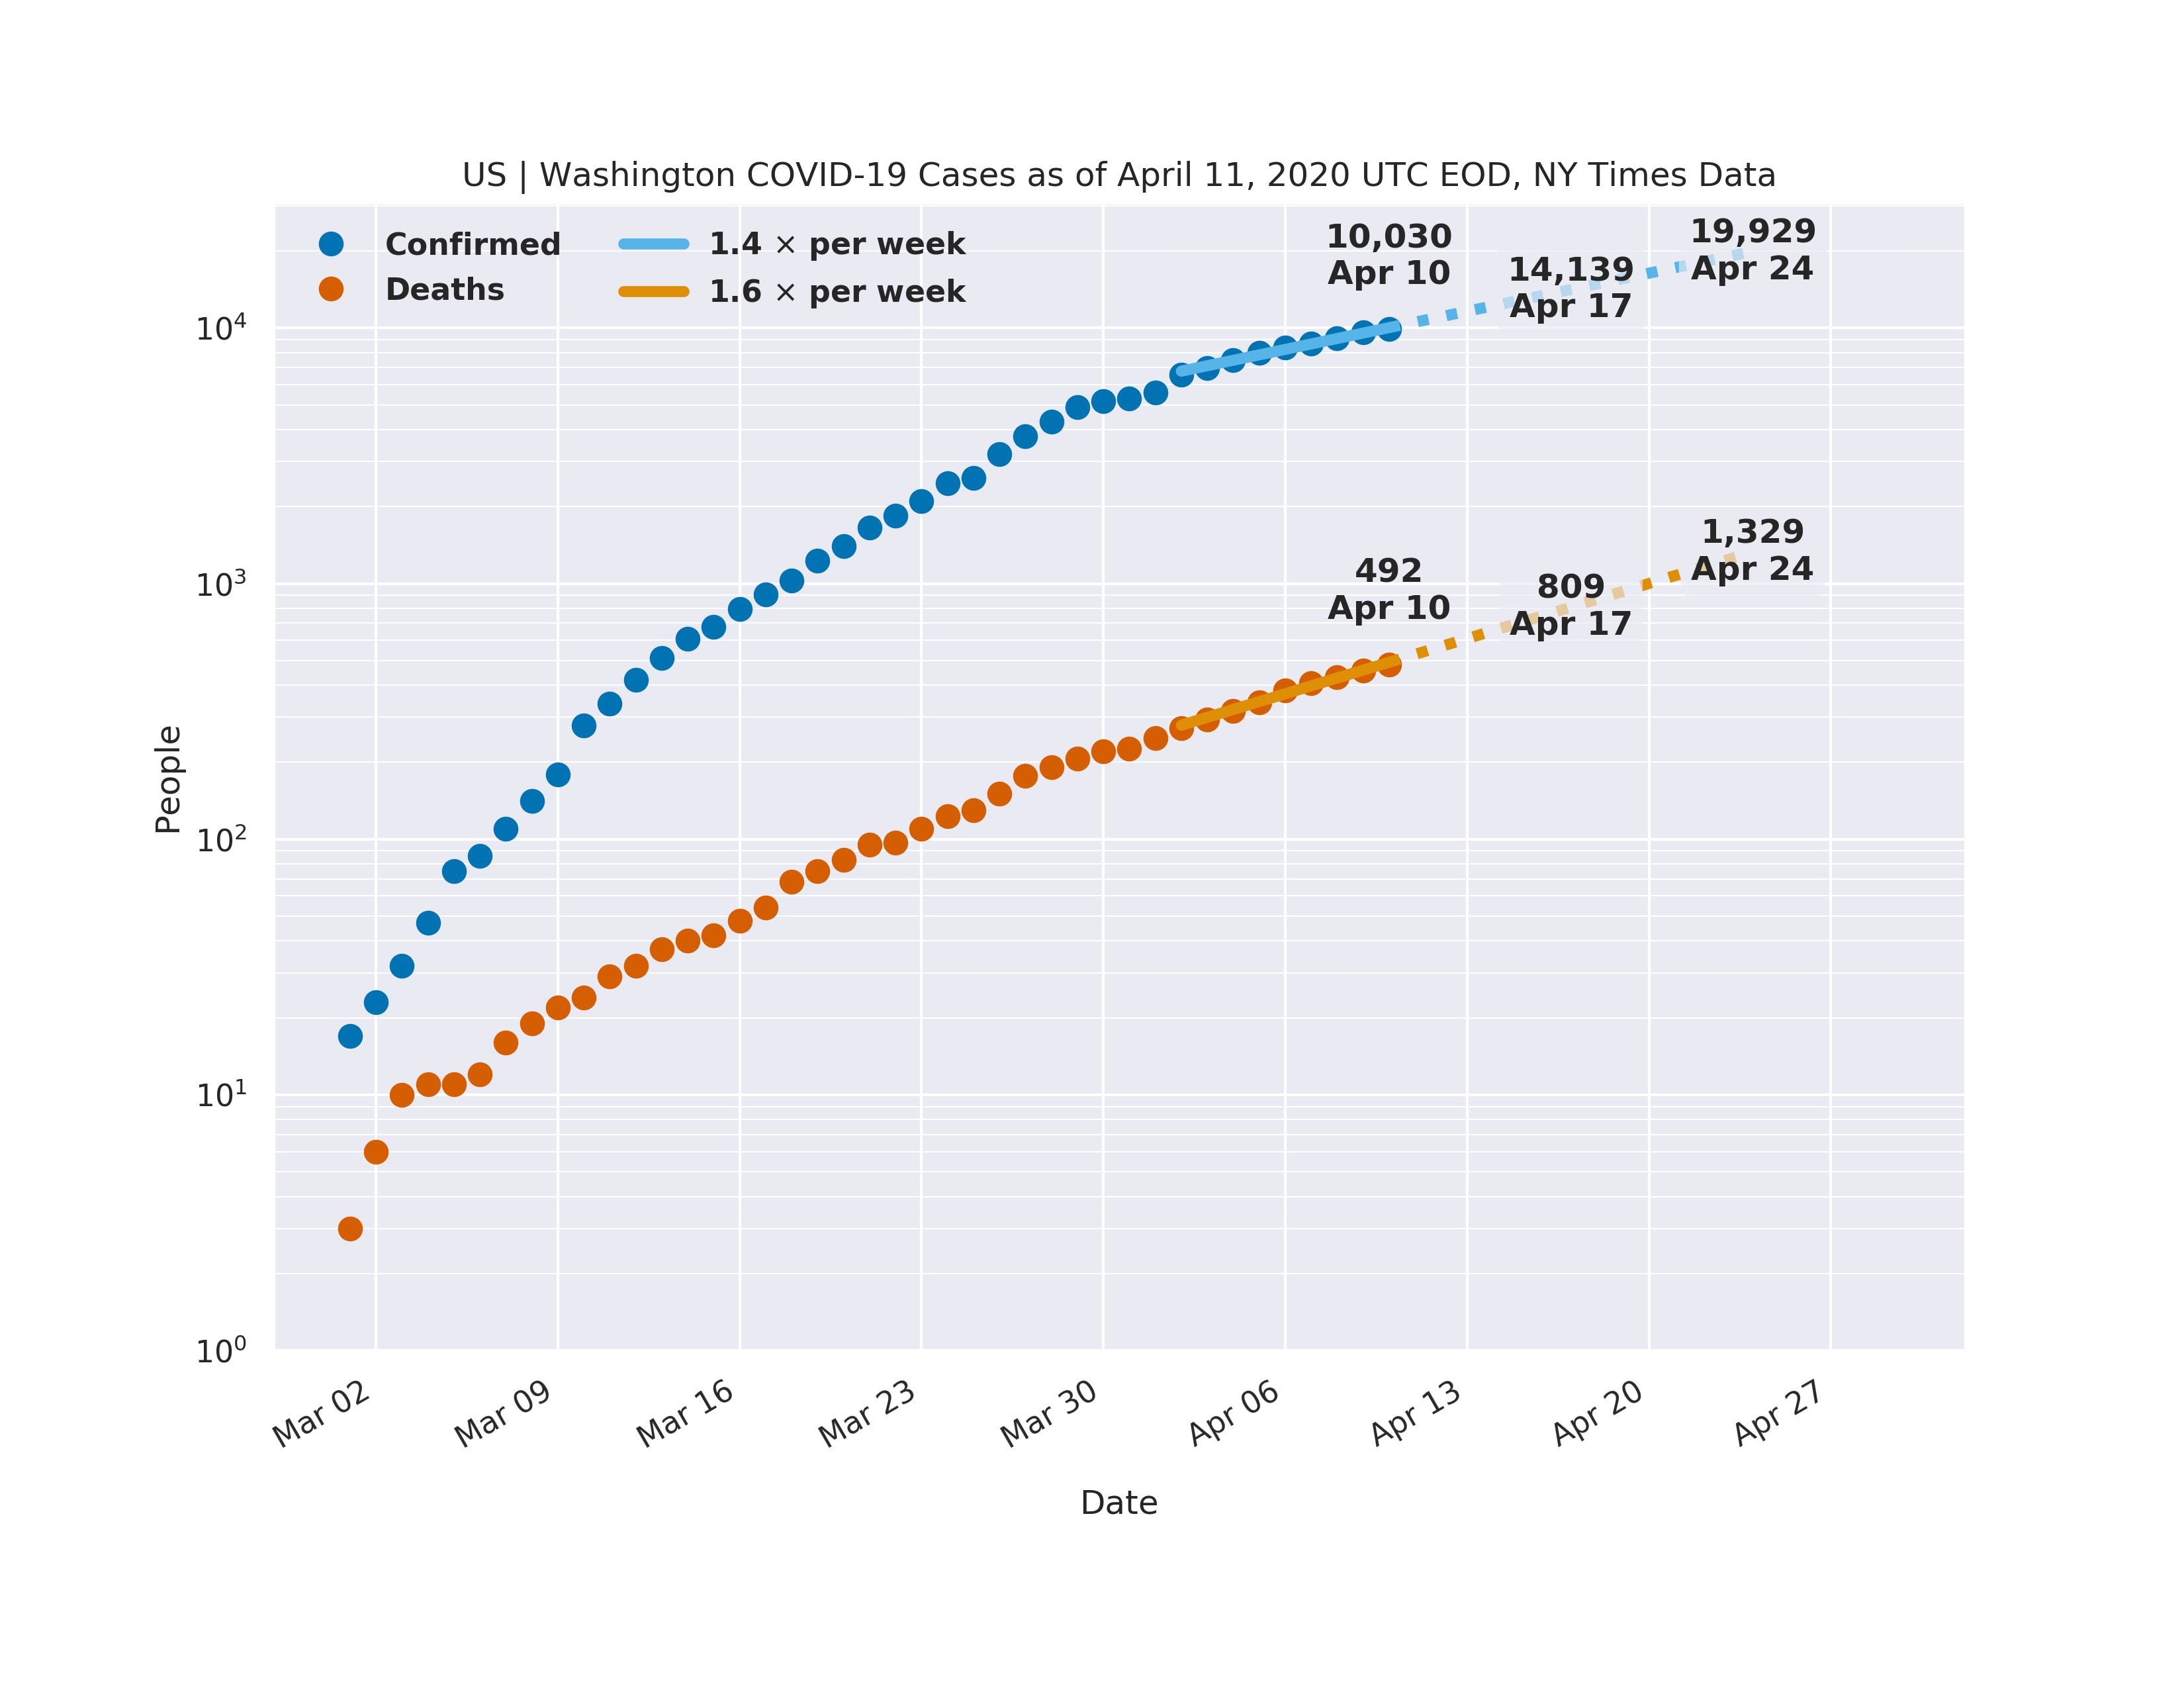 US | Washington COVID-19 Cases as of April 11, 2020 UTC EOD, NY Times Data
Confirmed
Deaths
1.4 × per week
1.6 × per week
10,030
Apr 10
14,139
Apr 17
19,929
Apr 24
492
Apr 10
809
Apr 17
1,329
Apr 24
People
10⁴
10³
10²
10¹
10⁰
Mar 02
Mar 09
Mar 16
Mar 23
Mar 30
Apr 06
Apr 13
Apr 20
Apr 27
Date